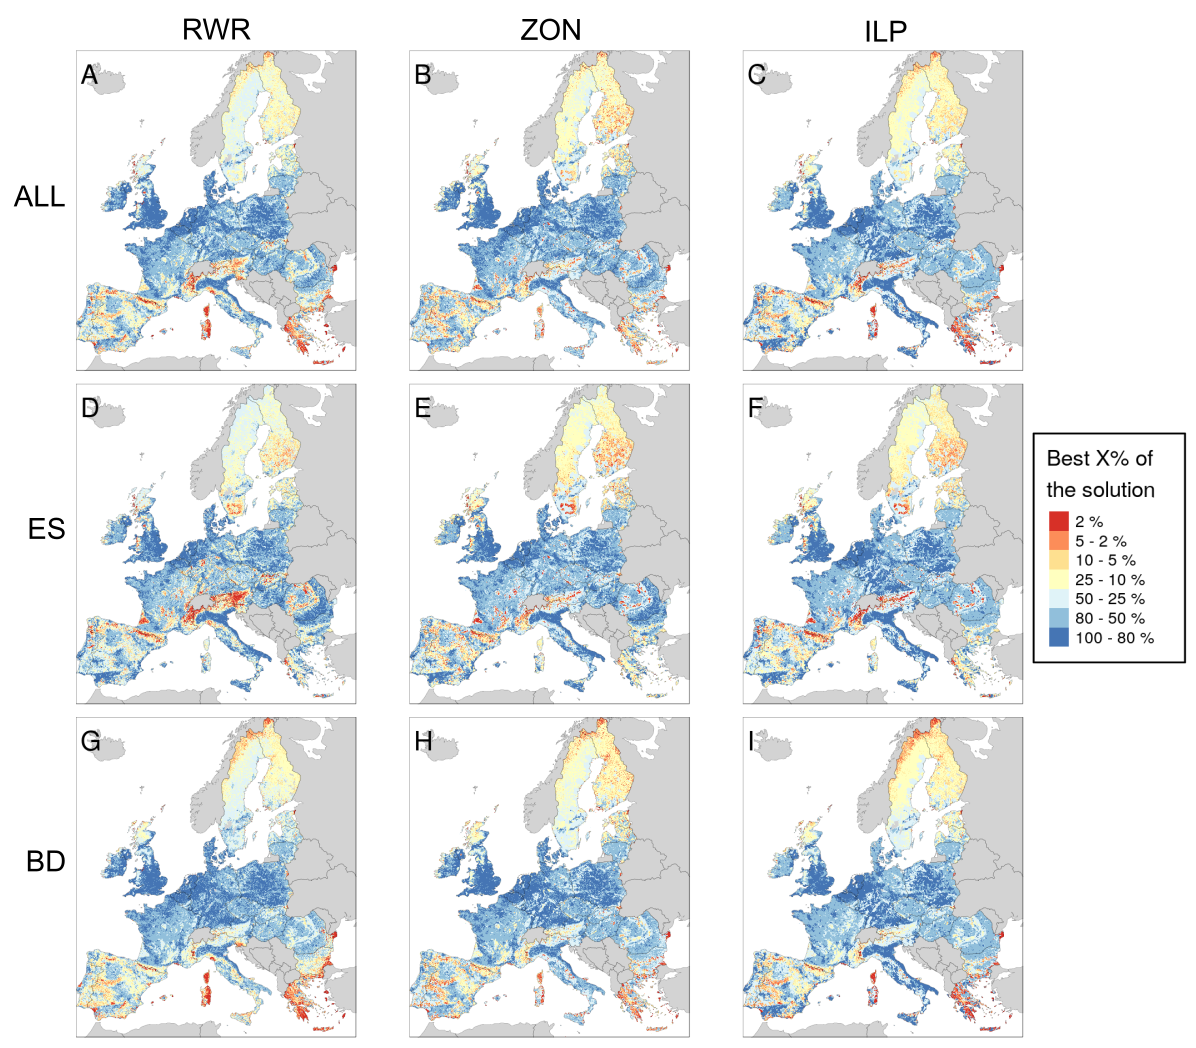 RWR ZON ILP
A B C
ALL
D E F
ES
Best X% of
the solution
2 %
5 - 2 %
10 - 5 %
25 - 10 %
50 - 25 %
80 - 50 %
100 - 80 %
G H I
BD